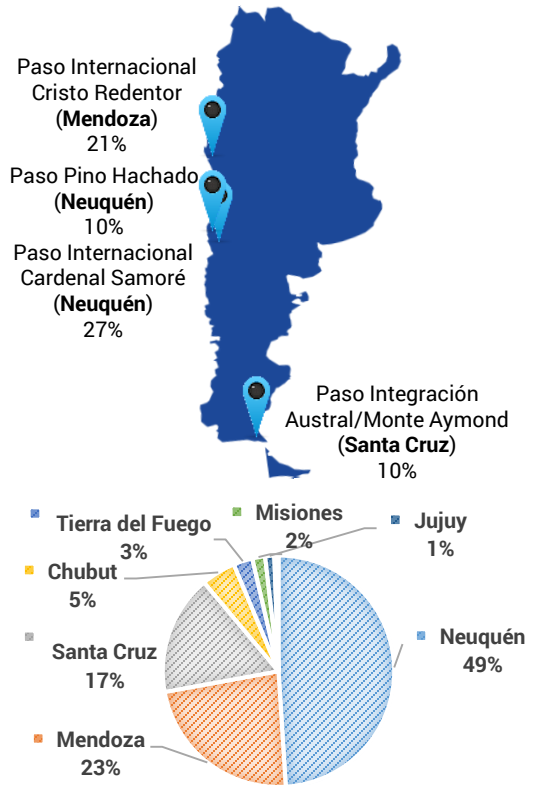 Paso Internacional
Cristo Redentor
(Mendoza)
21%
Paso Pino Hachado
(Neuquén)
10%
Paso Internacional
Cardenal Samoré
(Neuquén)
27%
Paso Integración
Austral/Monte Aymond
(Santa Cruz)
10%
Tierra del Fuego
3%
Misiones
2%
Jujuy
1%
Chubut
5%
Neuquén
49%
Santa Cruz
17%
Mendoza
23%